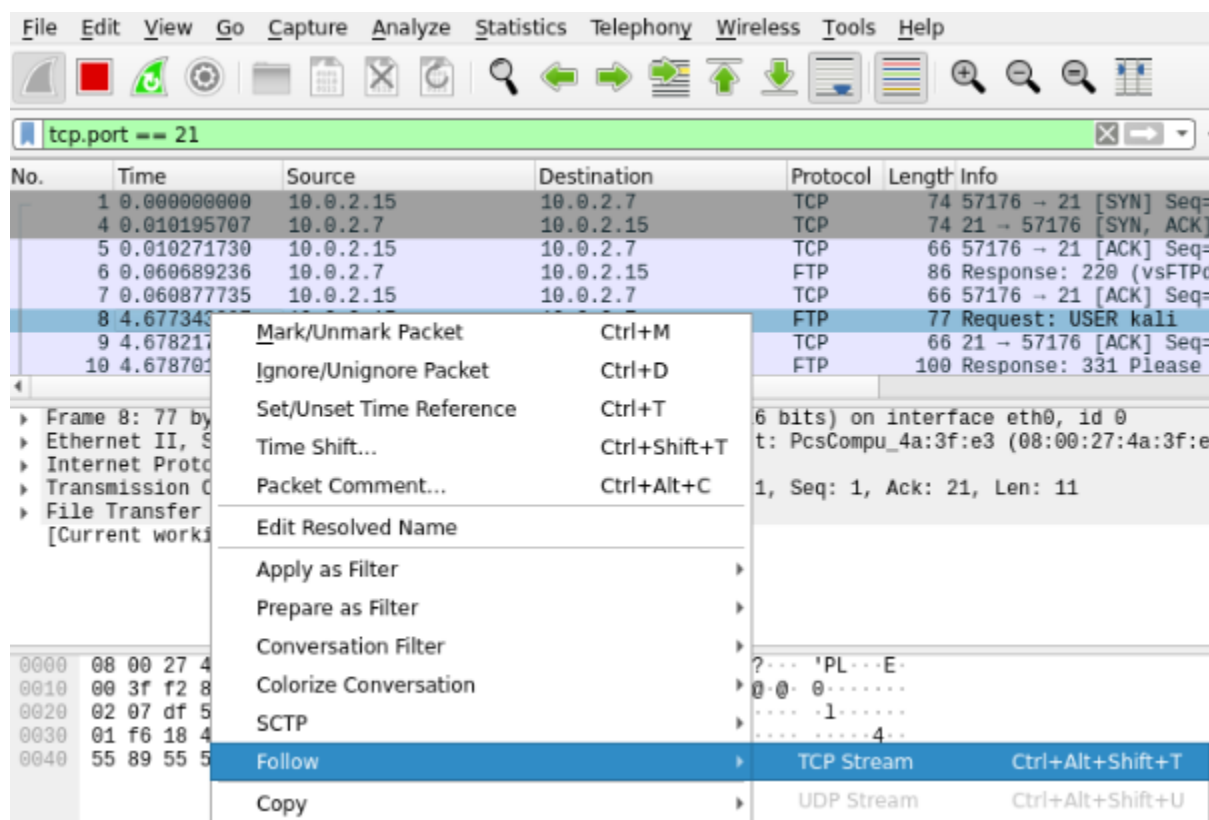 File Edit View Go Capture Analyze Statistics Telephony Wireless Tools Help
tcp.port == 21
No. Time Source Destination Protocol Length Info
1 0.000000000 10.0.2.15 10.0.2.7 TCP 74 57176 → 21 [SYN] Seq=
4 0.010195707 10.0.2.7 10.0.2.15 TCP 74 21 → 57176 [SYN, ACK]
5 0.010271730 10.0.2.15 10.0.2.7 TCP 66 57176 → 21 [ACK] Seq=
6 0.060689236 10.0.2.7 10.0.2.15 FTP 86 Response: 220 (vsFTPd
7 0.060877735 10.0.2.15 10.0.2.7 TCP 66 57176 → 21 [ACK] Seq=
8 4.677343 FTP 77 Request: USER kali
9 4.678217 TCP 66 21 → 57176 [ACK] Seq=
10 4.678701 FTP 100 Response: 331 Please
Mark/Unmark Packet Ctrl+M
Ignore/Unignore Packet Ctrl+D
Set/Unset Time Reference Ctrl+T
Time Shift... Ctrl+Shift+T
Packet Comment... Ctrl+Alt+C
Edit Resolved Name
Apply as Filter
Prepare as Filter
Conversation Filter
Colorize Conversation
SCTP
Follow
Copy
TCP Stream Ctrl+Alt+Shift+T
UDP Stream Ctrl+Alt+Shift+U
Frame 8: 77 by 6 bits) on interface eth0, id 0
Ethernet II, S t: PcsCompu_4a:3f:e3 (08:00:27:4a:3f:e
Internet Proto
Transmission C 1, Seq: 1, Ack: 21, Len: 11
File Transfer
[Current worki
0000 08 00 27 4 ?··· 'PL···E·
0010 00 3f f2 8 @·@· 0·······
0020 02 07 df 5 ···· ·l······
0030 01 f6 18 4 ···· ·····4··
0040 55 89 55 5